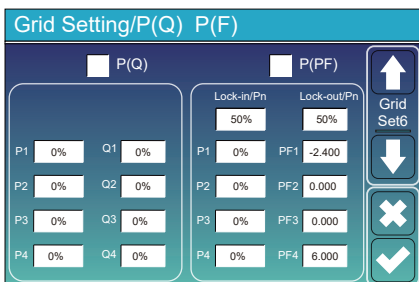 Grid Setting/P(Q) P(F)
P(Q)
P(PF)
Lock-in/Pn Lock-out/Pn
50% 50%
P1 0% Q1 0%
P2 0% Q2 0%
P3 0% Q3 0%
P4 0% Q4 0%
P1 0% PF1 -2.400
P2 0% PF2 0.000
P3 0% PF3 0.000
P4 0% PF4 6.000
Grid
Set6